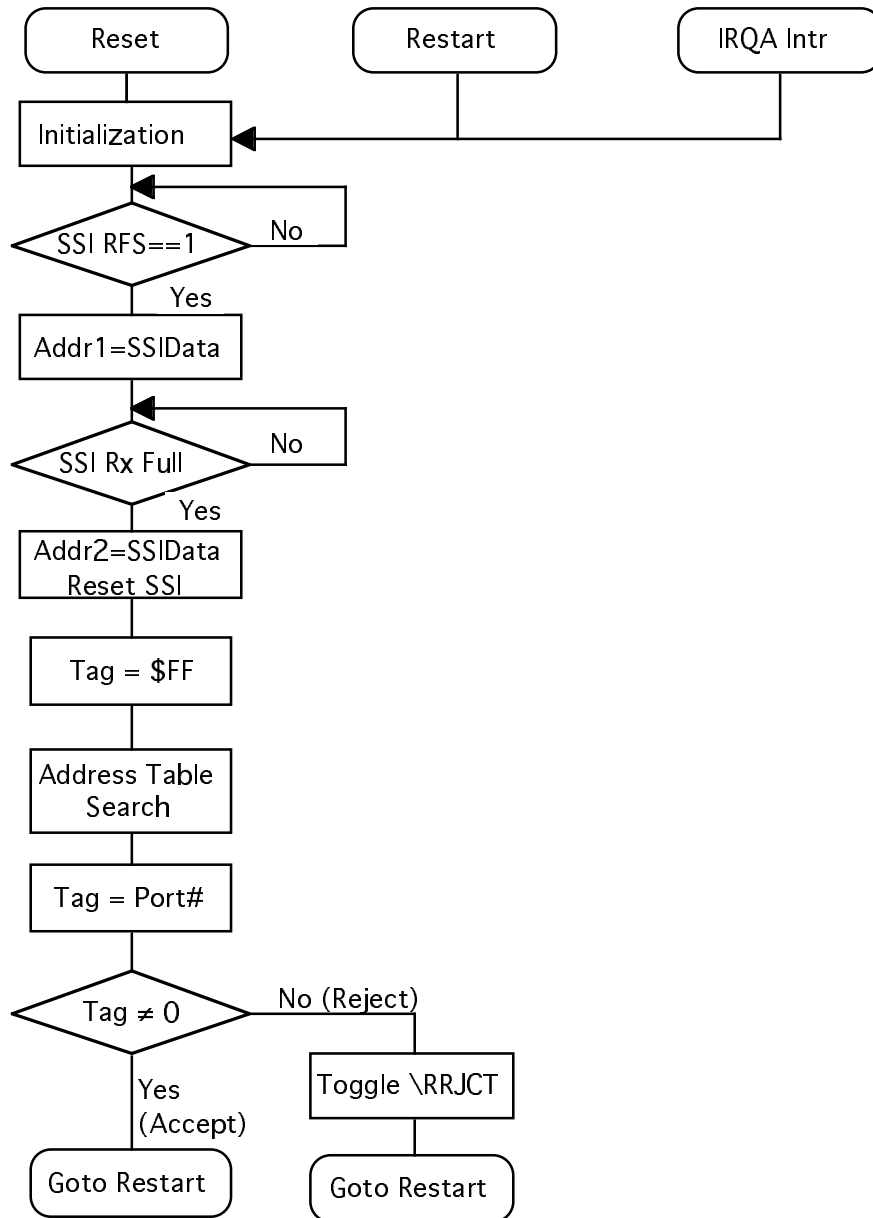 Reset
Restart
IRQA Intr
Initialization
SSI RFS==1
No
Yes
Addr1=SSIData
SSI Rx Full
No
Yes
Addr2=SSIData
Reset SSI
Tag = $FF
Address Table
Search
Tag = Port#
Tag ≠ 0
No (Reject)
Toggle \RRJCT
Yes
(Accept)
Goto Restart
Goto Restart